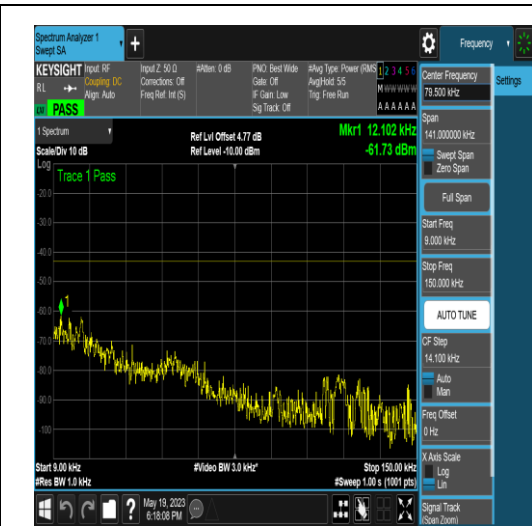 Spectrum Analyzer 1
Swept SA
Frequency
KEYSIGHT
Input: RF
Coupling: DC
Align: Auto
Input Z: 50 Ω
Corrections: Off
Freq Ref: Int (S)
#Atten: 0 dB
PNO: Best Wide
Gate: Off
IF Gain: Low
Sig Track: Off
#Avg Type: Power (RMS
Avg|Hold: 5/5
Trig: Free Run
1 2 3 4 5 6
M W W W W W
A A A A A A
R L
PASS
1 Spectrum
Scale/Div 10 dB
Ref Lvl Offset 4.77 dB
Ref Level -10.00 dBm
Mkr1 12.102 kHz
-61.73 dBm
Log
Trace 1 Pass
-20.0
-30.0
-40.0
-50.0
-60.0
-70.0
-80.0
-90.0
-100
1
Start 9.00 kHz
#Res BW 1.0 kHz
#Video BW 3.0 kHz*
Stop 150.00 kHz
#Sweep 1.00 s (1001 pts)
May 19, 2023
6:18:08 PM
?
Center Frequency
79.500 kHz
Span
141.000000 kHz
Swept Span
Zero Span
Full Span
Start Freq
9.000 kHz
Stop Freq
150.000 kHz
AUTO TUNE
CF Step
14.100 kHz
Auto
Man
Freq Offset
0 Hz
X Axis Scale
Log
Lin
Signal Track
(Span Zoom)
Settings